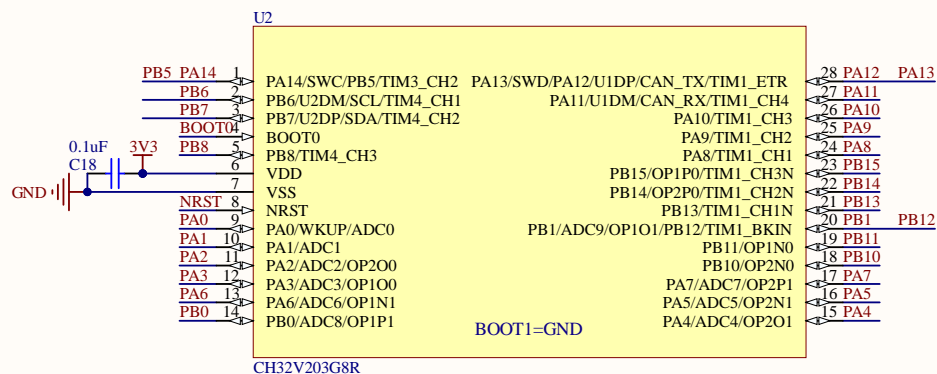 U2
PB5 PA14 1 PA14/SWC/PB5/TIM3_CH2
PB6 2 PB6/U2DM/SCL/TIM4_CH1
PB7 3 PB7/U2DP/SDA/TIM4_CH2
BOOT0 4 BOOT0
PB8 5 PB8/TIM4_CH3
0.1uF 3V3 6 VDD
C18
GND 7 VSS
NRST 8 NRST
PA0 9 PA0/WKUP/ADC0
PA1 10 PA1/ADC1
PA2 11 PA2/ADC2/OP2O0
PA3 12 PA3/ADC3/OP1O0
PA6 13 PA6/ADC6/OP1N1
PB0 14 PB0/ADC8/OP1P1
PA13/SWD/PA12/U1DP/CAN_TX/TIM1_ETR 28 PA12 PA13
PA11/U1DM/CAN_RX/TIM1_CH4 27 PA11
PA10/TIM1_CH3 26 PA10
PA9/TIM1_CH2 25 PA9
PA8/TIM1_CH1 24 PA8
PB15/OP1P0/TIM1_CH3N 23 PB15
PB14/OP2P0/TIM1_CH2N 22 PB14
PB13/TIM1_CH1N 21 PB13
PB1/ADC9/OP1O1/PB12/TIM1_BKIN 20 PB1 PB12
PB11/OP1N0 19 PB11
PB10/OP2N0 18 PB10
PA7/ADC7/OP2P1 17 PA7
PA5/ADC5/OP2N1 16 PA5
PA4/ADC4/OP2O1 15 PA4
BOOT1=GND
CH32V203G8R